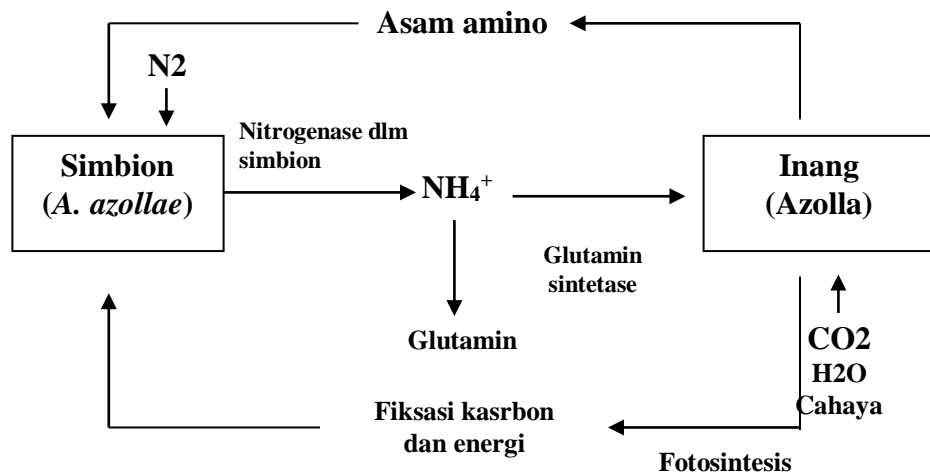 Asam amino
N2
Nitrogenase dlm
simbion
Simbion
(A. azollae)
NH₄⁺
Inang
(Azolla)
Glutamin
sintetase
Glutamin
CO2
H2O
Cahaya
Fiksasi kasrbon
dan energi
Fotosintesis